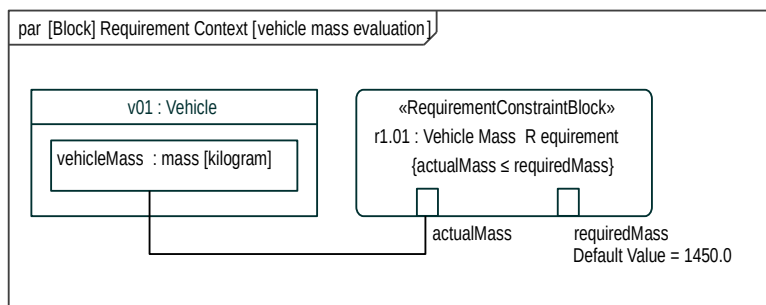 par [Block] Requirement Context [vehicle mass evaluation]
v01 : Vehicle
vehicleMass : mass [kilogram]
«RequirementConstraintBlock»
r1.01 : Vehicle Mass R equirement
{actualMass ≤ requiredMass}
actualMass
requiredMass
Default Value = 1450.0